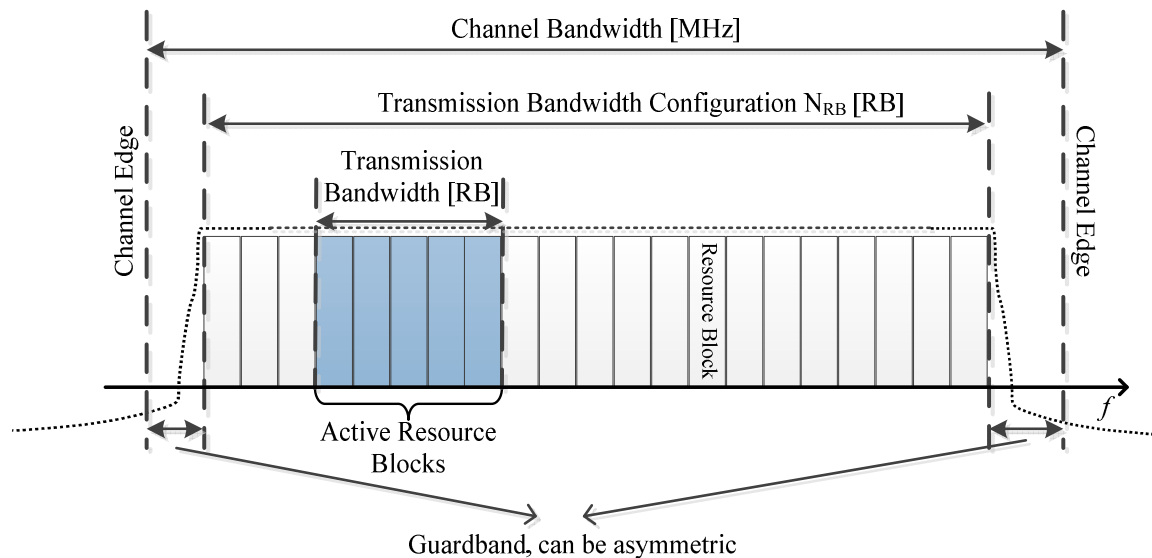 Channel Bandwidth [MHz]
Transmission Bandwidth Configuration N_RB [RB]
Transmission
Bandwidth [RB]
Channel Edge
Channel Edge
Resource Block
f
Active Resource
Blocks
Guardband, can be asymmetric